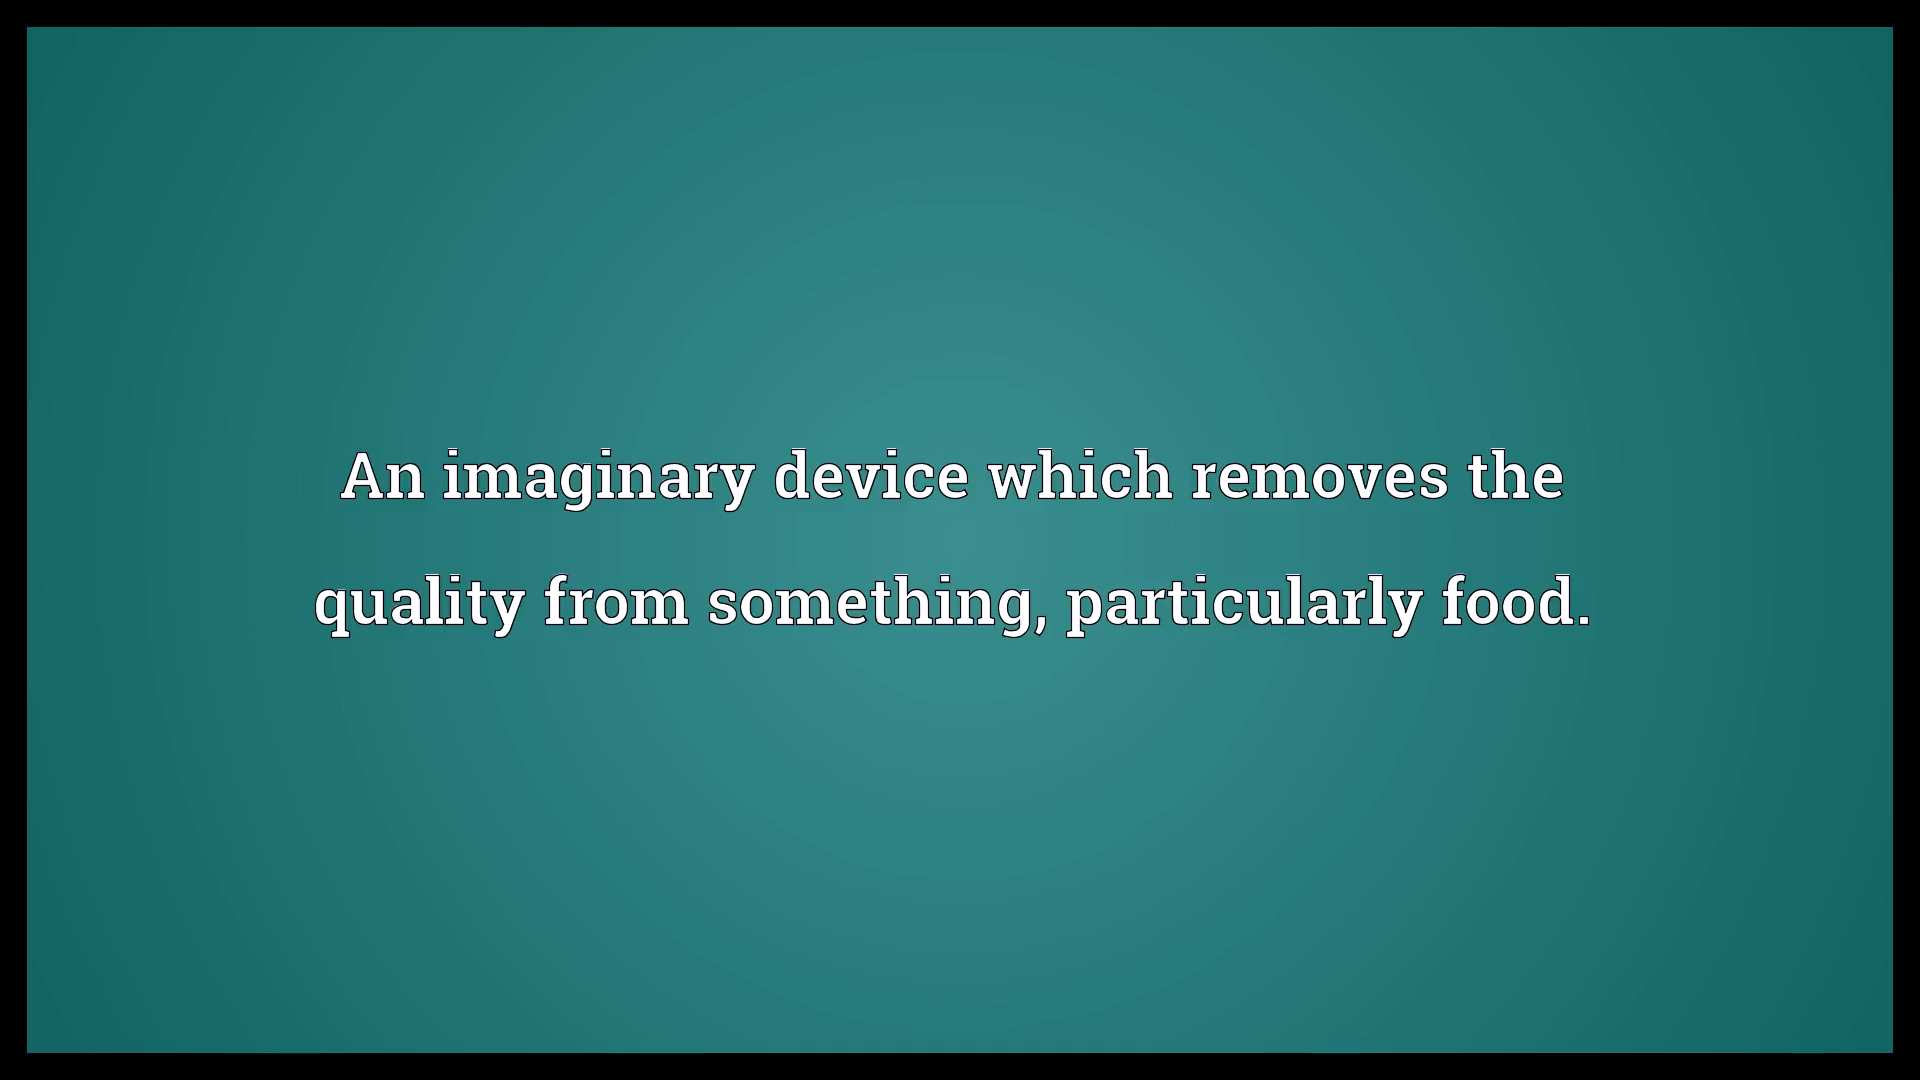 An imaginary device which removes the
quality from something, particularly food.